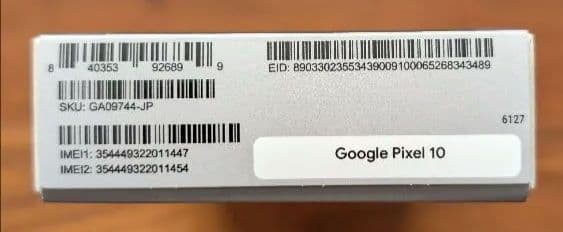 8 40353 92689 9
EID: 89033023553439009100065268343489
SKU: GA09744-JP
6127
IMEI1: 354449322011447
IMEI2: 354449322011454
Google Pixel 10